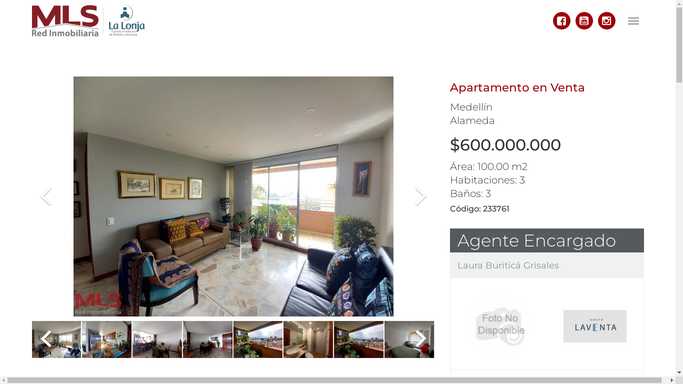 MLS
Red Inmobiliaria
La Lonja
Apartamento en Venta
Medellín
Alameda
$600.000.000
Área: 100.00 m2
Habitaciones: 3
Baños: 3
Código: 233761
Agente Encargado
Laura Buriticá Grisales
MLS
Foto No
Disponible
LAVENTA